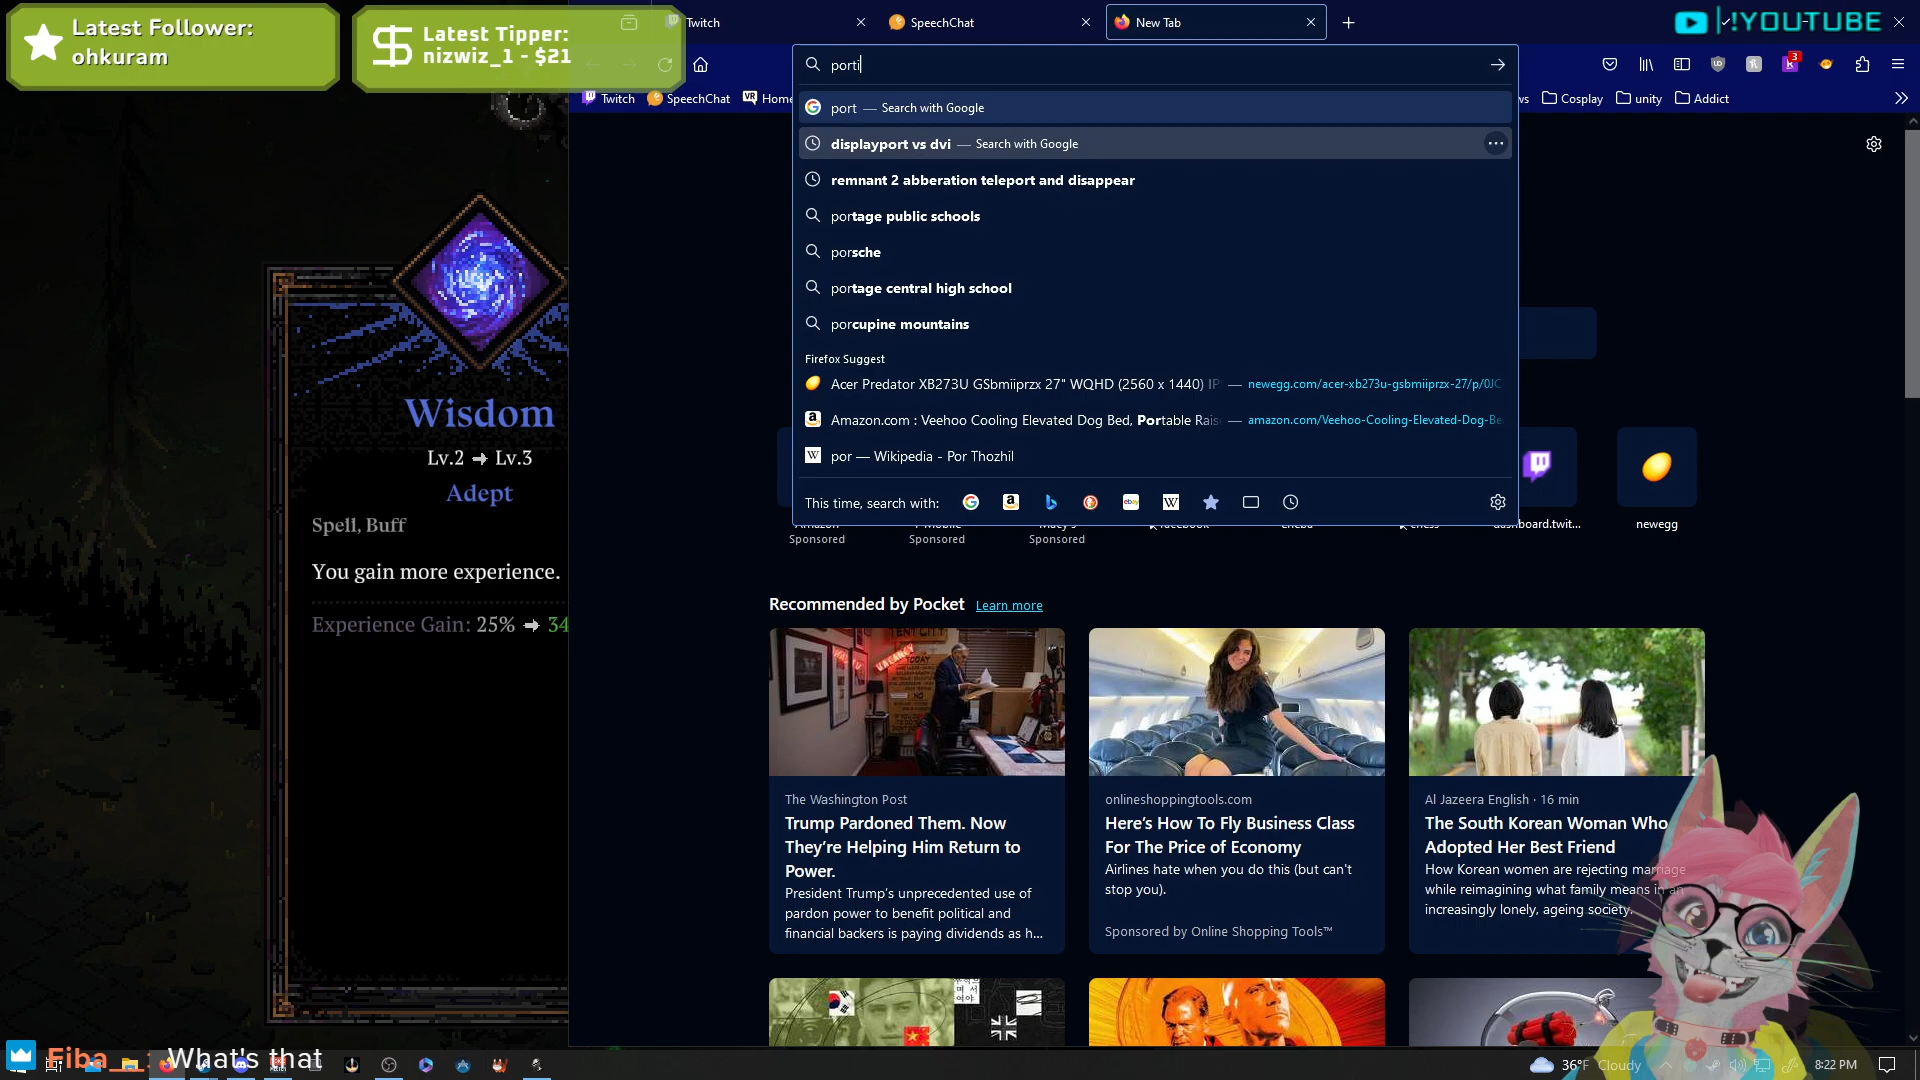 Latest Follower:
ohkuram
Latest Tipper:
nizwiz_1 - $21
Twitch
SpeechChat
New Tab
!YOUTUBE
porti
3
Twitch
SpeechChat
Home
Cosplay
unity
Addict
port — Search with Google
displayport vs dvi — Search with Google
remnant 2 abberation teleport and disappear
portage public schools
porsche
portage central high school
porcupine mountains
Firefox Suggest
Acer Predator XB273U GSbmiiprzx 27" WQHD (2560 x 1440) IP — newegg.com/acer-xb273u-gsbmiiprzx-27/p/0JC
Amazon.com : Veehoo Cooling Elevated Dog Bed, Portable Rais — amazon.com/Veehoo-Cooling-Elevated-Dog-Be
por — Wikipedia - Por Thozhil
This time, search with:
Sponsored
Sponsored
Sponsored
dashboard.twit...
newegg
Wisdom
Lv.2 → Lv.3
Adept
Spell, Buff
You gain more experience.
Experience Gain: 25% → 34
Recommended by Pocket Learn more
The Washington Post
Trump Pardoned Them. Now
They're Helping Him Return to
Power.
President Trump's unprecedented use of
pardon power to benefit political and
financial backers is paying dividends as h...
onlineshoppingtools.com
Here's How To Fly Business Class
For The Price of Economy
Airlines hate when you do this (but can't
stop you).
Sponsored by Online Shopping Tools™
Al Jazeera English · 16 min
The South Korean Woman Who
Adopted Her Best Friend
How Korean women are rejecting marriage
while reimagining what family means in an
increasingly lonely, ageing society.
What's that
36°F Cloudy
8:22 PM